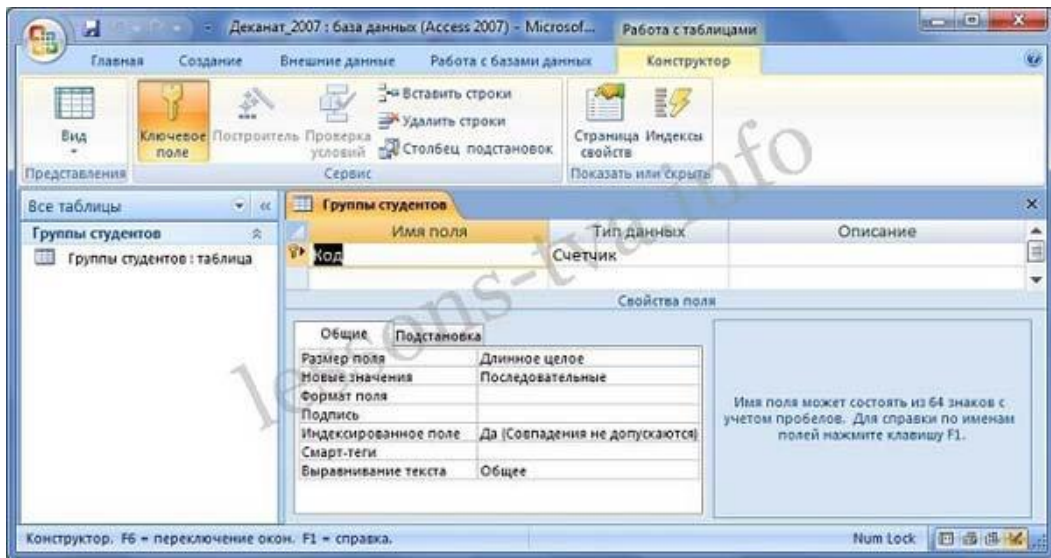 Деканат_2007 : база данных (Access 2007) - Microsof...
Работа с таблицами
Главная Создание Внешние данные Работа с базами данных Конструктор
Вид
Ключевое поле
Построитель
Проверка условий
Вставить строки
Удалить строки
Столбец подстановок
Страница свойств
Индексы
Представления Сервис Показать или скрыть
Все таблицы
Группы студентов
Группы студентов : таблица
Группы студентов
Имя поля Тип данных Описание
Код Счетчик
Свойства поля
Общие Подстановка
Размер поля Длинное целое
Новые значения Последовательные
Формат поля
Подпись
Индексированное поле Да (Совпадения не допускаются)
Смарт-теги
Выравнивание текста Общее
Имя поля может состоять из 64 знаков с
учетом пробелов. Для справки по именам
полей нажмите клавишу F1.
Конструктор. F6 = переключение окон. F1 = справка.
Num Lock
lessons-tva.info